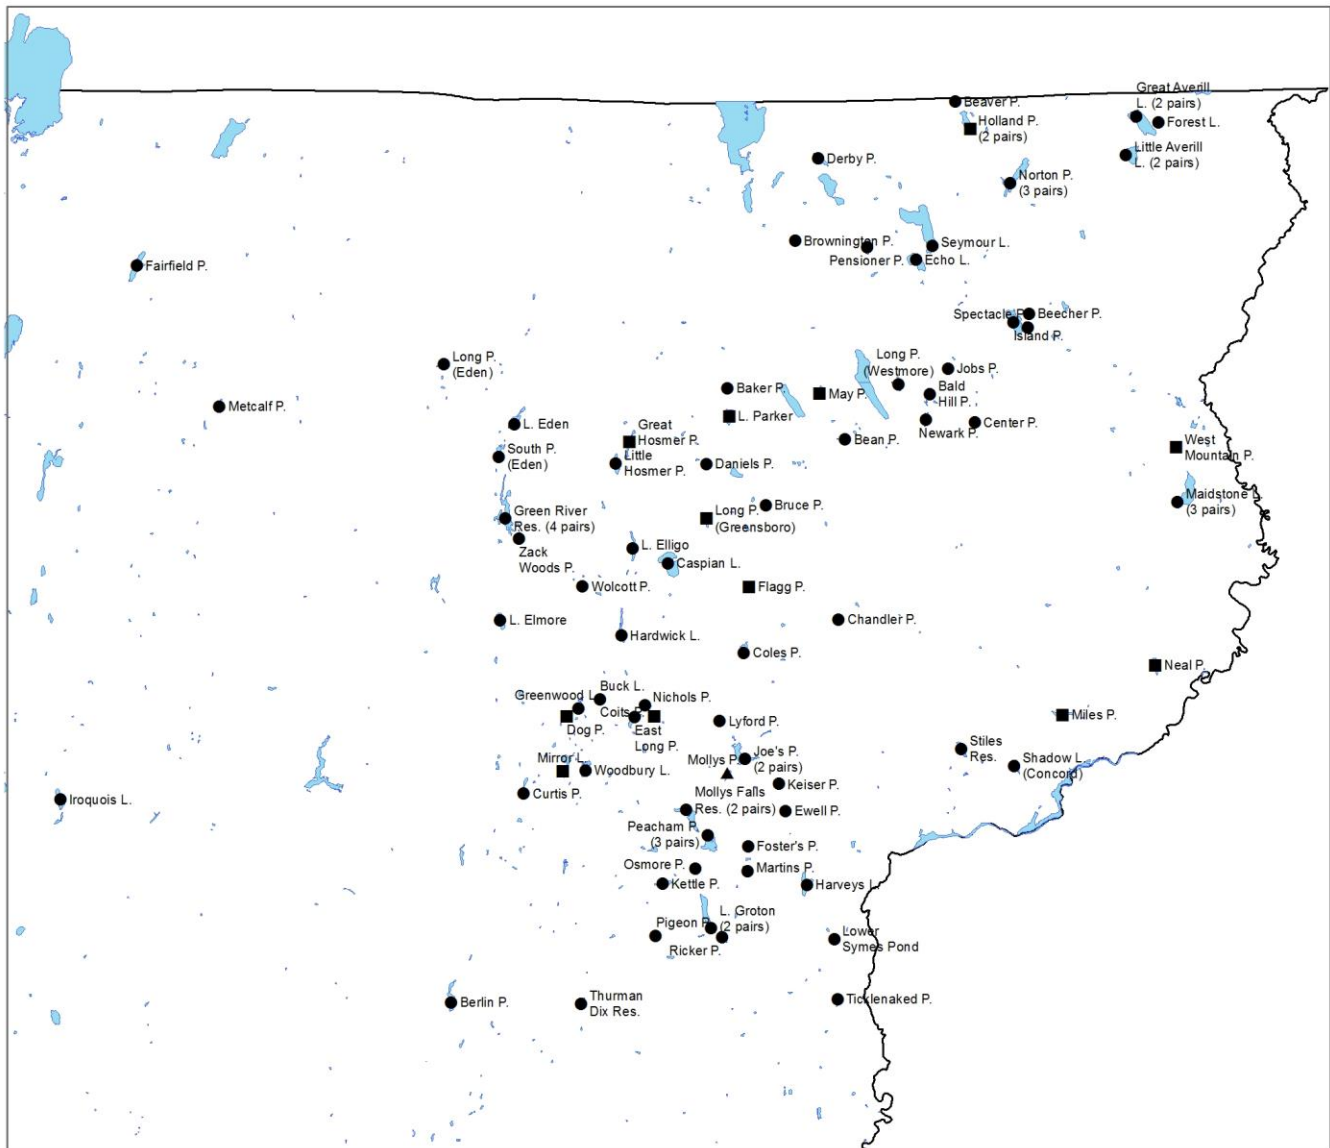 Great Averill
L. (2 pairs)
Beaver P.
Holland P.
(2 pairs)
Forest L.
Little Averill
L. (2 pairs)
Derby P.
Norton P.
(3 pairs)
Brownington P.
Seymour L.
Pensioner P.
Echo L.
Fairfield P.
Spectacle P.
Beecher P.
Island P.
Long P.
(Eden)
Long P.
(Westmore)
Jobs P.
Baker P.
May P.
Bald
Hill P.
Metcalf P.
L. Parker
L. Eden
Great
Hosmer P.
Newark P.
Center P.
Bean P.
West
Mountain P.
South P.
(Eden)
Little
Hosmer P.
Daniels P.
Maidstone L.
(3 pairs)
Bruce P.
Green River
Res. (4 pairs)
Long P.
(Greensboro)
Zack
Woods P.
L. Elligo
Caspian L.
Wolcott P.
Flagg P.
L. Elmore
Chandler P.
Hardwick L.
Coles P.
Neal P.
Buck L.
Greenwood L.
Nichols P.
Coits P.
Dog P.
East
Long P.
Lyford P.
Miles P.
Stiles
Res.
Joe's P.
(2 pairs)
Mirror L.
Mollys P.
Shadow L.
(Concord)
Woodbury L.
Keiser P.
Curtis P.
Mollys Falls
Res. (2 pairs)
Iroquois L.
Ewell P.
Peacham P.
(3 pairs)
Foster's P.
Osmore P.
Martins P.
Kettle P.
Harveys L.
L. Groton
(2 pairs)
Pigeon P.
Ricker P.
Lower
Symes Pond
Berlin P.
Thurman
Dix Res.
Ticklenaked P.